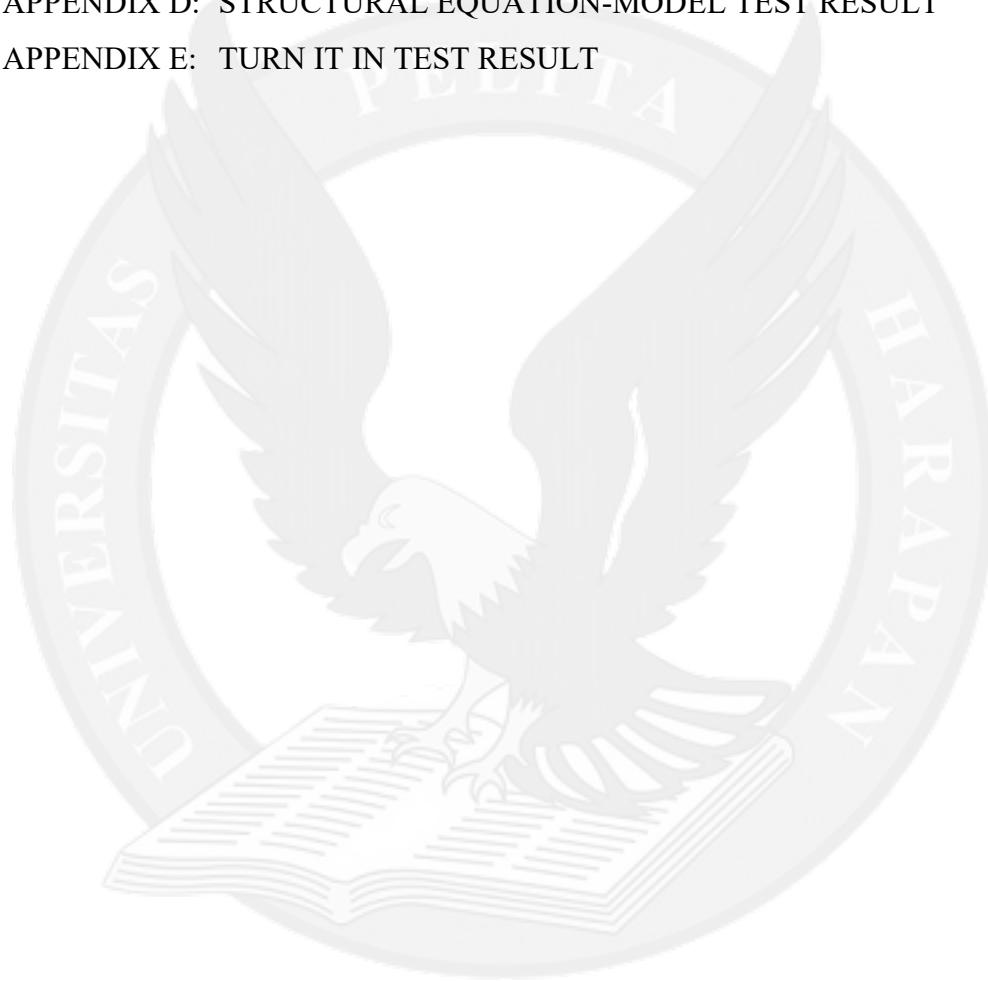 APPENDIX D: STRUCTURAL EQUATION-MODEL TEST RESULT
APPENDIX E: TURN IT IN TEST RESULT
UNIVERSITAS PELITA HARAPAN